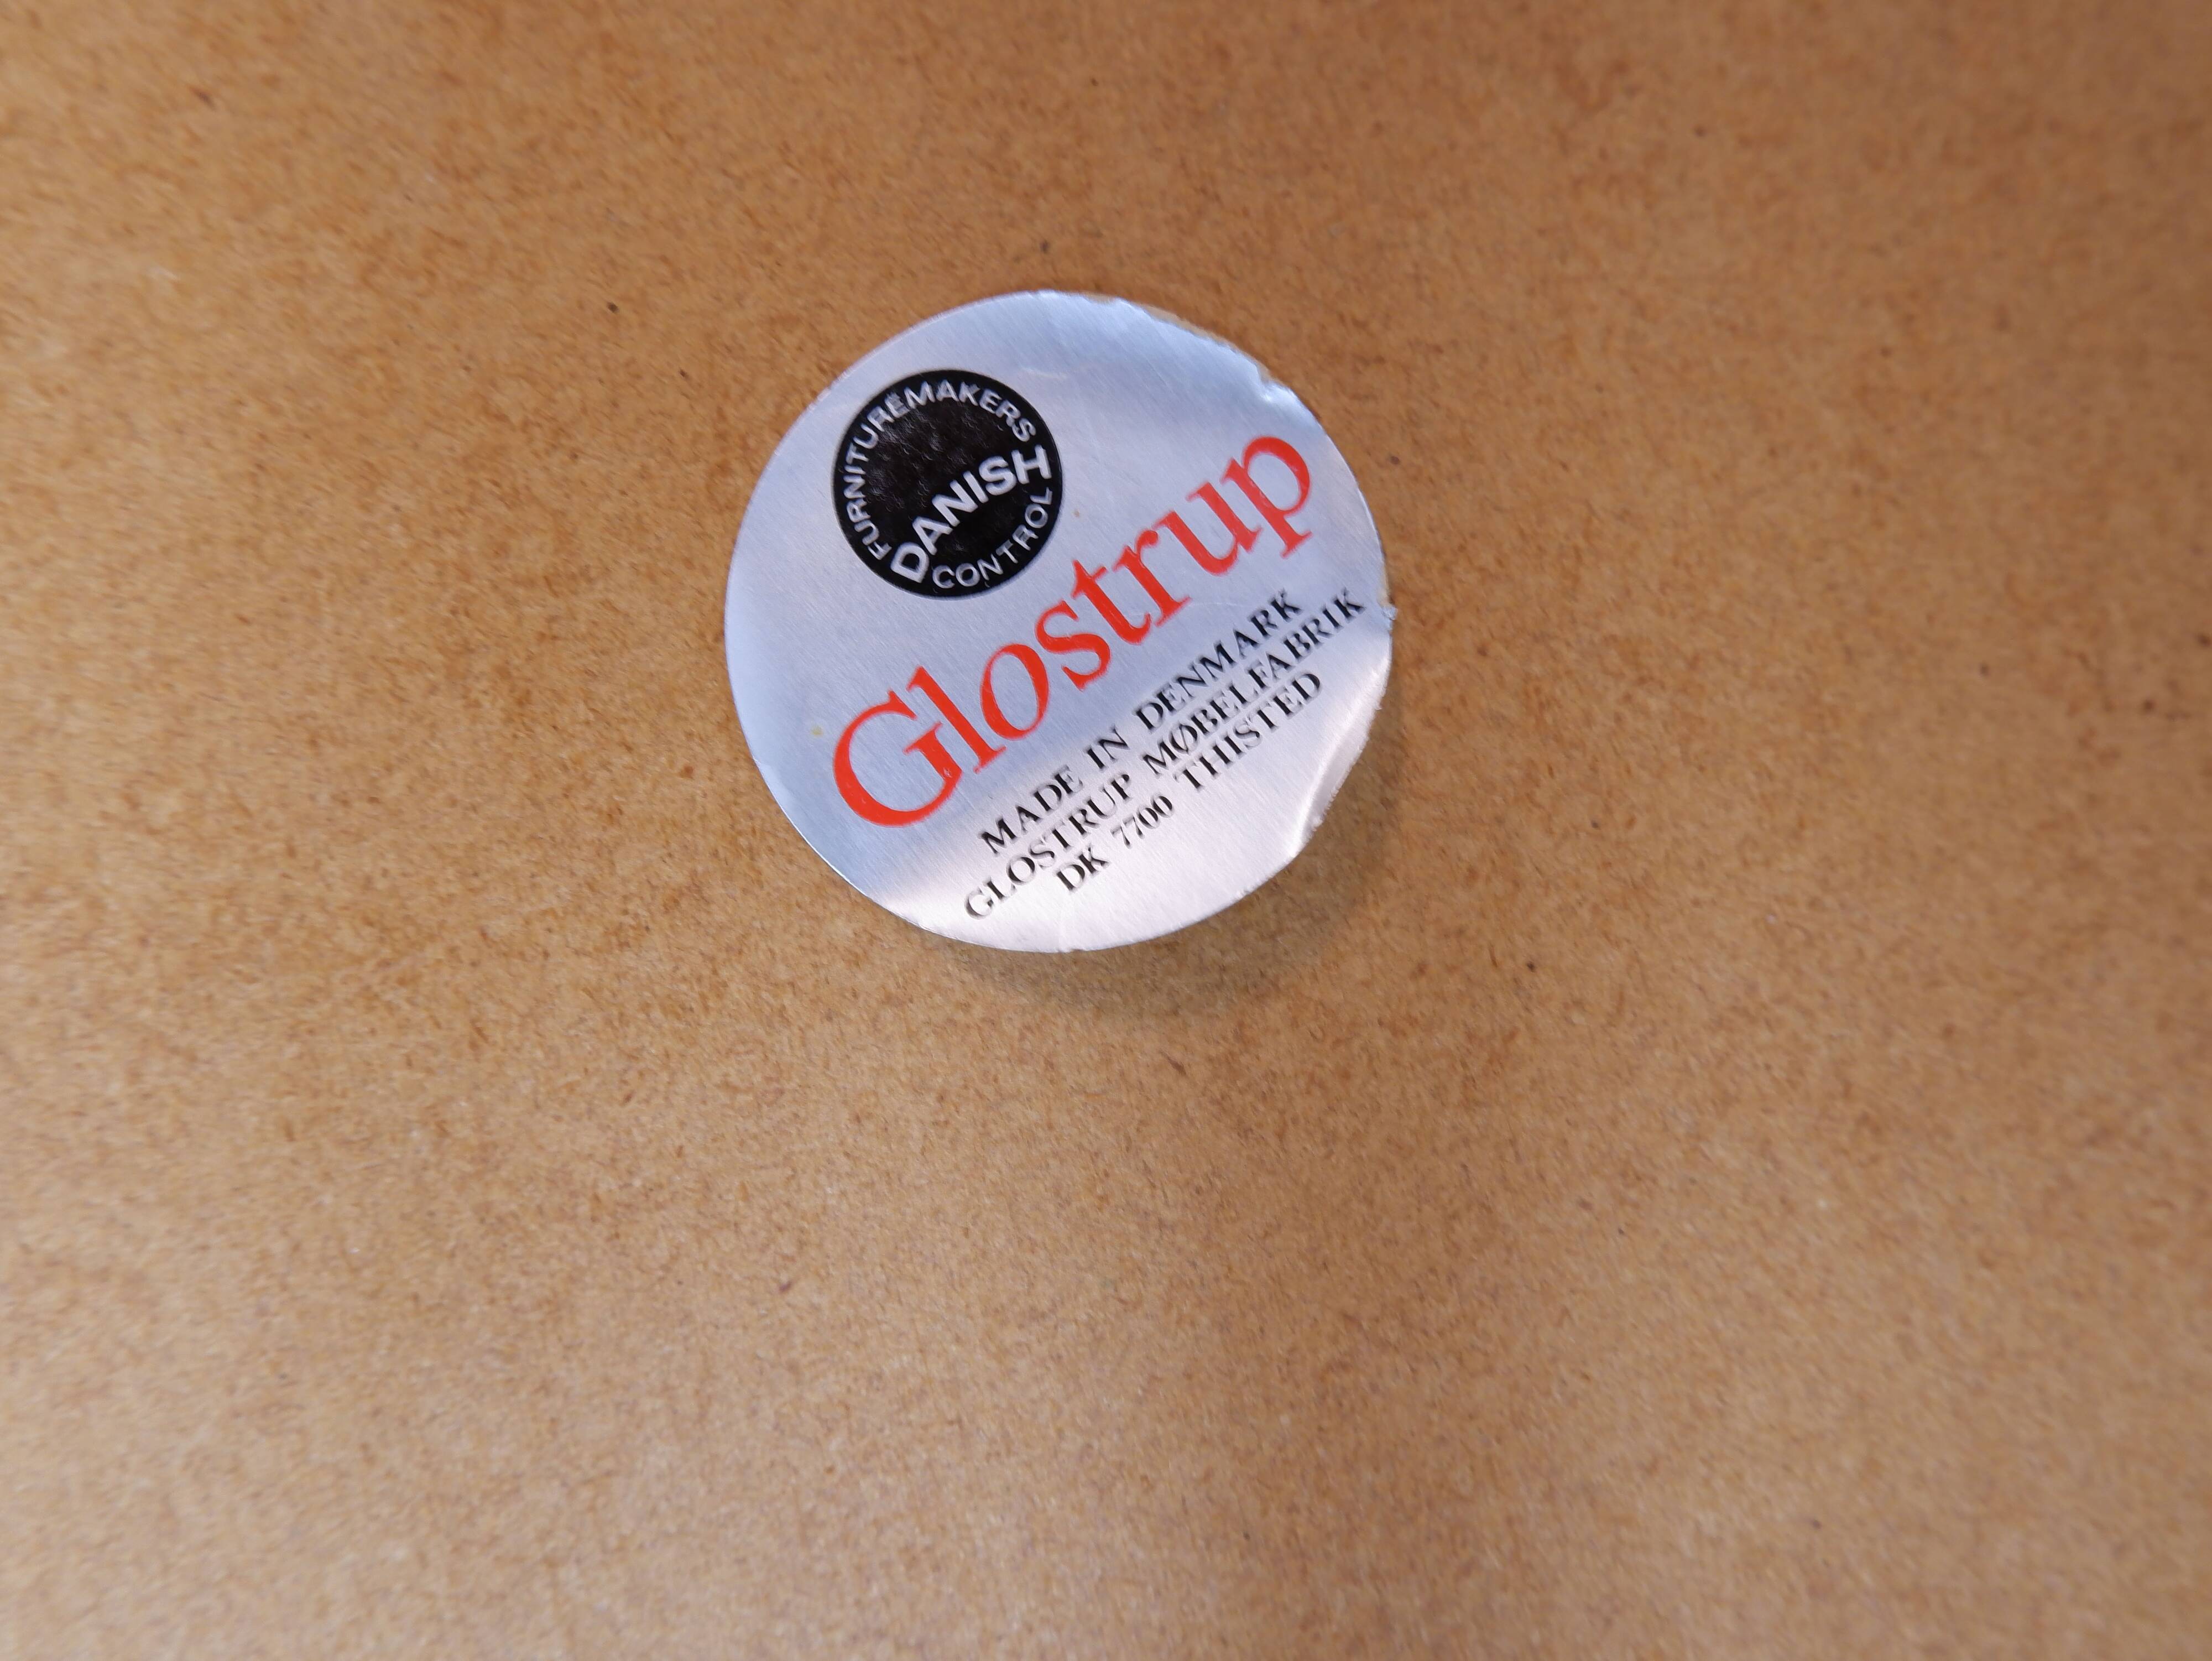 FURNITUREMAKERS
DANISH
CONTROL
Glostrup
MADE IN DENMARK
GLOSTRUP MØBELFABRIK
DK 7700 THISTED